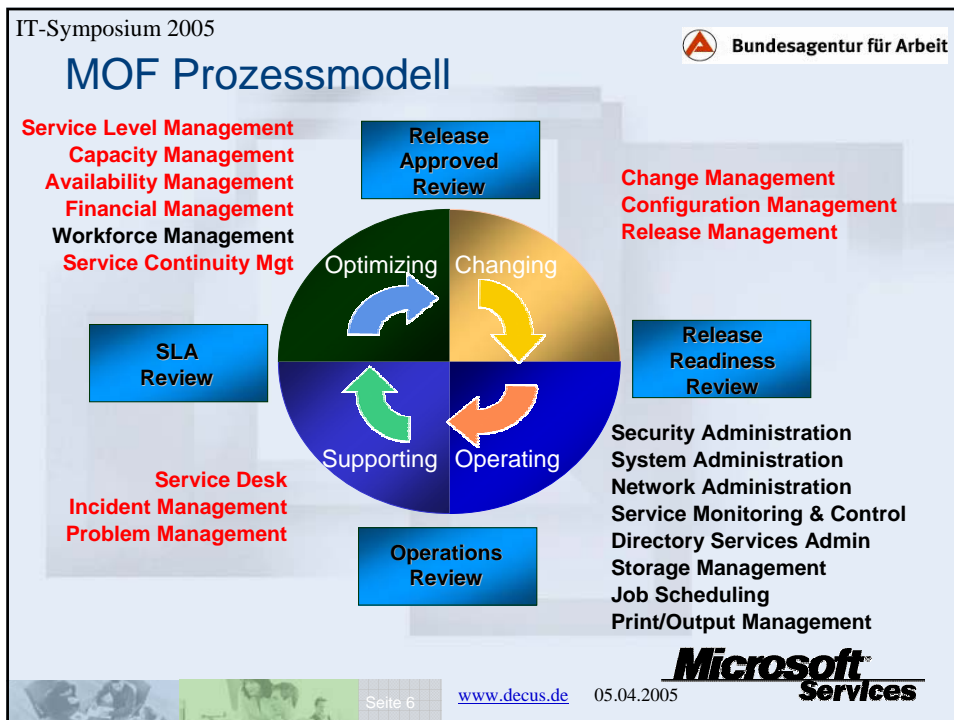 IT-Symposium 2005
Bundesagentur für Arbeit
MOF Prozessmodell
Service Level Management
Capacity Management
Availability Management
Financial Management
Workforce Management
Service Continuity Mgt
Release
Approved
Review
Change Management
Configuration Management
Release Management
Optimizing
Changing
SLA
Review
Release
Readiness
Review
Supporting
Operating
Service Desk
Incident Management
Problem Management
Operations
Review
Security Administration
System Administration
Network Administration
Service Monitoring & Control
Directory Services Admin
Storage Management
Job Scheduling
Print/Output Management
Microsoft
Services
Seite 6
www.decus.de
05.04.2005